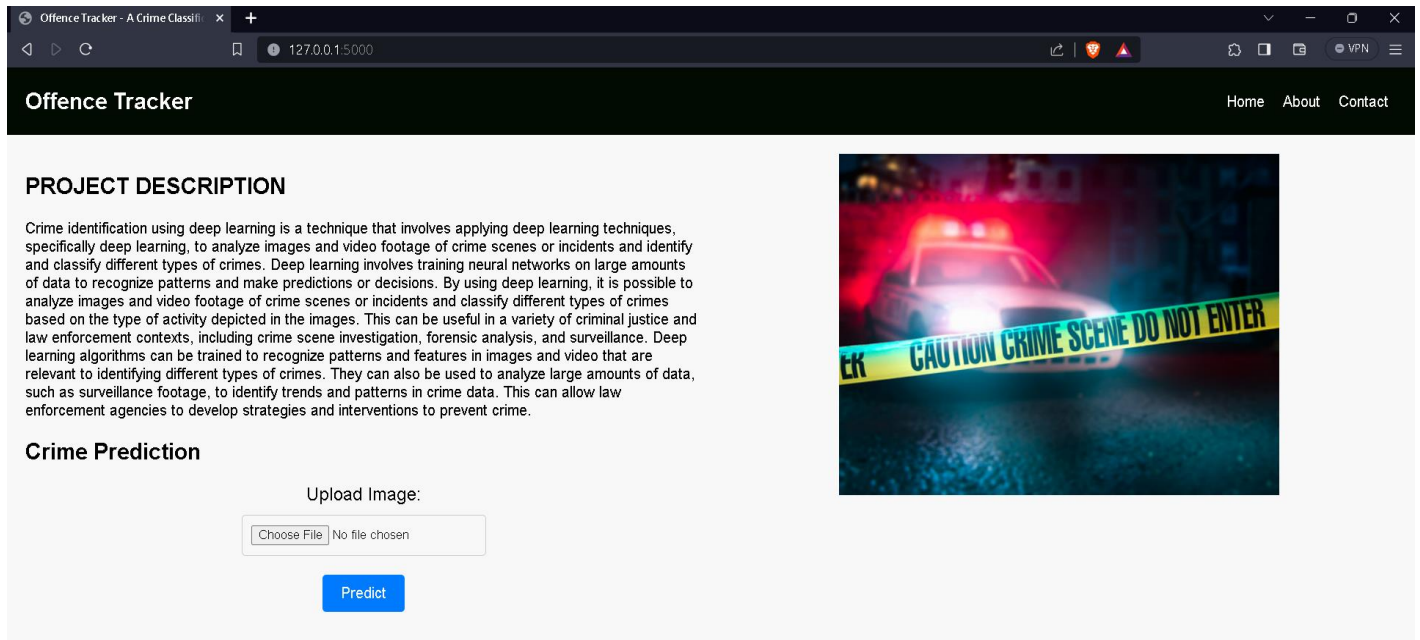 Offence Tracker - A Crime Classifi
127.0.0.1:5000
VPN
Offence Tracker
Home About Contact
PROJECT DESCRIPTION
Crime identification using deep learning is a technique that involves applying deep learning techniques,
specifically deep learning, to analyze images and video footage of crime scenes or incidents and identify
and classify different types of crimes. Deep learning involves training neural networks on large amounts
of data to recognize patterns and make predictions or decisions. By using deep learning, it is possible to
analyze images and video footage of crime scenes or incidents and classify different types of crimes
based on the type of activity depicted in the images. This can be useful in a variety of criminal justice and
law enforcement contexts, including crime scene investigation, forensic analysis, and surveillance. Deep
learning algorithms can be trained to recognize patterns and features in images and video that are
relevant to identifying different types of crimes. They can also be used to analyze large amounts of data,
such as surveillance footage, to identify trends and patterns in crime data. This can allow law
enforcement agencies to develop strategies and interventions to prevent crime.
Crime Prediction
Upload Image:
Choose File No file chosen
Predict
ER CAUTION CRIME SCENE DO NOT ENTER